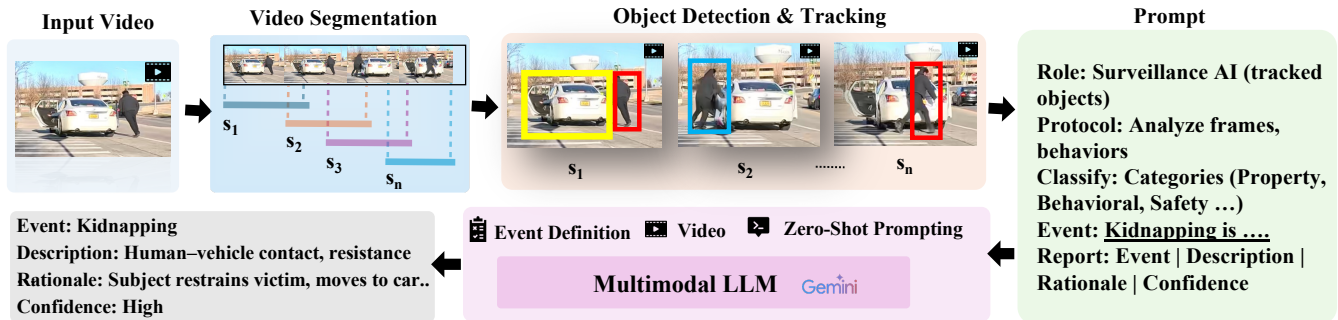 Input Video
Video Segmentation
Object Detection & Tracking
Prompt
s1
s2
s3
sn
s1
s2
........
sn
Role: Surveillance AI (tracked
objects)
Protocol: Analyze frames,
behaviors
Classify: Categories (Property,
Behavioral, Safety …)
Event: Kidnapping is ….
Report: Event | Description |
Rationale | Confidence
Event Definition
Video
Zero-Shot Prompting
Multimodal LLM
Gemini
Event: Kidnapping
Description: Human–vehicle contact, resistance
Rationale: Subject restrains victim, moves to car..
Confidence: High